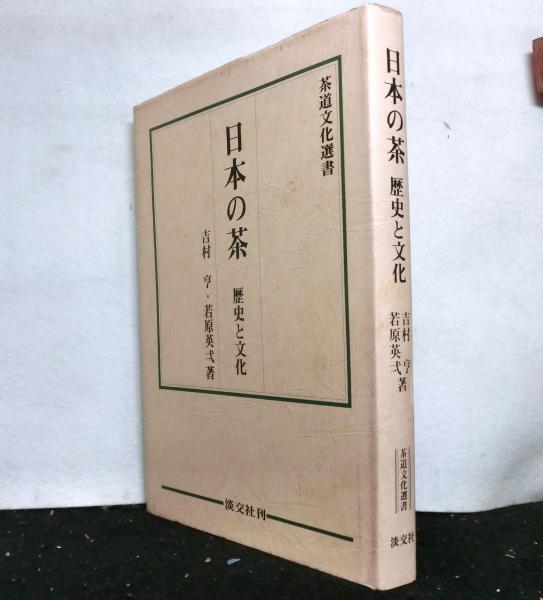 茶道文化選書
日本の茶 歴史と文化
吉村 亨・若原英弌著
淡交社刊
日本の茶 歴史と文化
吉村 亨著
若原英弌
茶道文化選書
淡交社